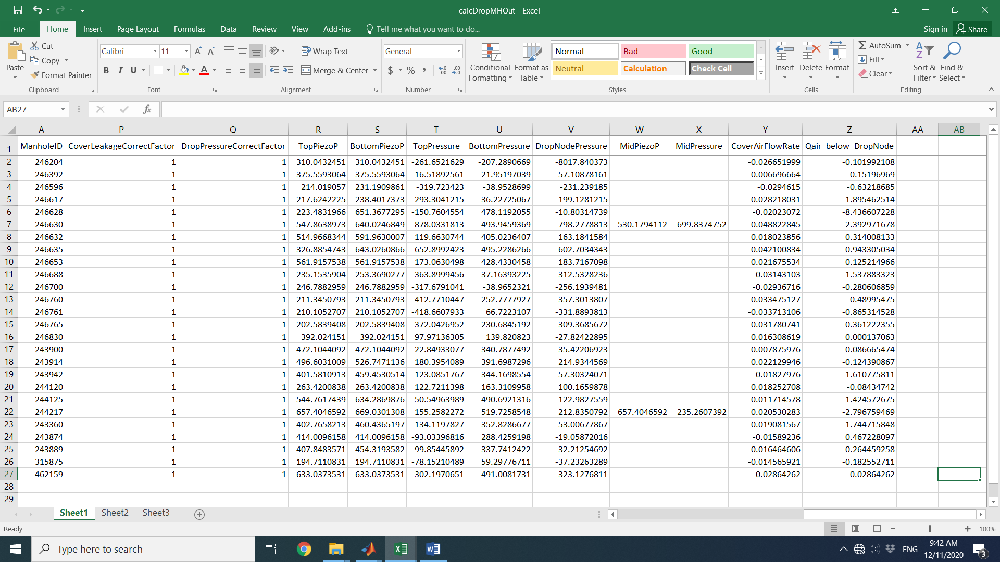 calcDropMHOut - Excel
File Home Insert Page Layout Formulas Data Review View Add-ins Tell me what you want to do... Sign in Share
Paste Cut Copy Format Painter Clipboard
Calibri 11 A A B I U A Font
Wrap Text Merge & Center Alignment
General $ % , .00 .0 Number
Conditional Formatting Format as Table
Normal Bad Good
Neutral Calculation Check Cell
Styles
Insert Delete Format Cells
AutoSum Fill Clear Sort & Filter Find & Select Editing
AB27 fx
A P Q R S T U V W X Y Z AA AB
1 ManholeID CoverLeakageCorrectFactor DropPressureCorrectFactor TopPiezoP BottomPiezoP TopPressure BottomPressure DropNodePressure MidPiezoP MidPressure CoverAirFlowRate Qair_below_DropNode
2 246204 1 1 310.0432451 310.0432451 -261.6521629 -207.2890669 -8017.840373 -0.026651999 -0.101992108
3 246392 1 1 375.5593064 375.5593064 -16.51892561 21.95197039 -57.10878161 -0.006696664 -0.15196969
4 246596 1 1 214.019057 231.1909861 -319.723423 -38.9528699 -231.239185 -0.0294615 -0.63218685
5 246617 1 1 217.6242225 238.4017373 -293.3041215 -36.22725067 -199.1281215 -0.028218031 -1.895462514
6 246628 1 1 223.4831966 651.3677295 -150.7604554 478.1192055 -10.80314739 -0.02023072 -8.436607228
7 246630 1 1 -547.8638973 640.0246849 -878.0331813 493.9459369 -798.2778813 -530.1794112 -699.8374752 -0.048822845 -2.392971678
8 246632 1 1 514.9668344 591.9630007 119.6630744 405.0236407 163.1841584 0.018023856 0.314008133
9 246635 1 1 -326.8854743 643.0260866 -652.8992423 495.2286266 -602.7034343 -0.042100834 -0.943305034
10 246653 1 1 561.9157538 561.9157538 173.0630498 428.4330458 183.7167098 0.021675534 0.125214966
11 246688 1 1 235.1535904 253.3690277 -363.8999456 -37.16393225 -312.5328236 -0.03143103 -1.537883323
12 246700 1 1 246.7882959 246.7882959 -317.6791041 -38.9652321 -256.1939481 -0.02936716 -0.280606859
13 246760 1 1 211.3450793 211.3450793 -412.7710447 -252.7777927 -357.3013807 -0.033475127 -0.48995475
14 246761 1 1 210.1052707 210.1052707 -418.6607933 66.7223107 -331.8893813 -0.033713106 -0.865314528
15 246765 1 1 202.5839408 202.5839408 -372.0426952 -230.6845192 -309.3685672 -0.031780741 -0.361222355
16 246830 1 1 392.024151 392.024151 97.97136305 139.820823 -27.82422895 0.016308619 0.000137063
17 243900 1 1 472.1044092 472.1044092 -22.84933077 340.7877492 35.42206923 -0.007875976 0.086665474
18 243914 1 1 496.6031009 526.7471136 180.3954089 391.6987296 214.9344569 0.022129946 -0.124390867
19 243942 1 1 401.5810913 459.4530514 -123.0851767 344.1698554 -57.30324071 -0.01827976 -1.610775811
20 244120 1 1 263.4200838 263.4200838 122.7211398 163.3109958 100.1659878 0.018252708 -0.08434742
21 244125 1 1 544.7617439 634.2869876 50.54963989 490.6921316 122.9827559 0.011714578 1.424572675
22 244217 1 1 657.4046592 669.0301308 155.2582272 519.7258548 212.8350792 657.4046592 235.2607392 0.020530283 -2.796759469
23 243360 1 1 402.7658213 460.4365197 -134.1197827 352.8286677 -53.00677867 -0.019081567 -1.744715848
24 243874 1 1 414.0096158 414.0096158 -93.03396816 288.4259198 -19.05872016 -0.01589236 0.467228097
25 243889 1 1 407.8483571 454.3193582 -99.85445892 337.7412422 -32.21254692 -0.016464606 -0.264459258
26 315875 1 1 194.7110831 194.7110831 -78.15210489 59.29776711 -37.23263289 -0.014565921 -0.182552711
27 462159 1 1 633.0373531 633.0373531 302.1970651 491.0081731 323.1276811 0.02864262 0.02864262
28
29
Sheet1 Sheet2 Sheet3
Ready 100%
Type here to search ENG 9:42 AM
12/11/2020 3